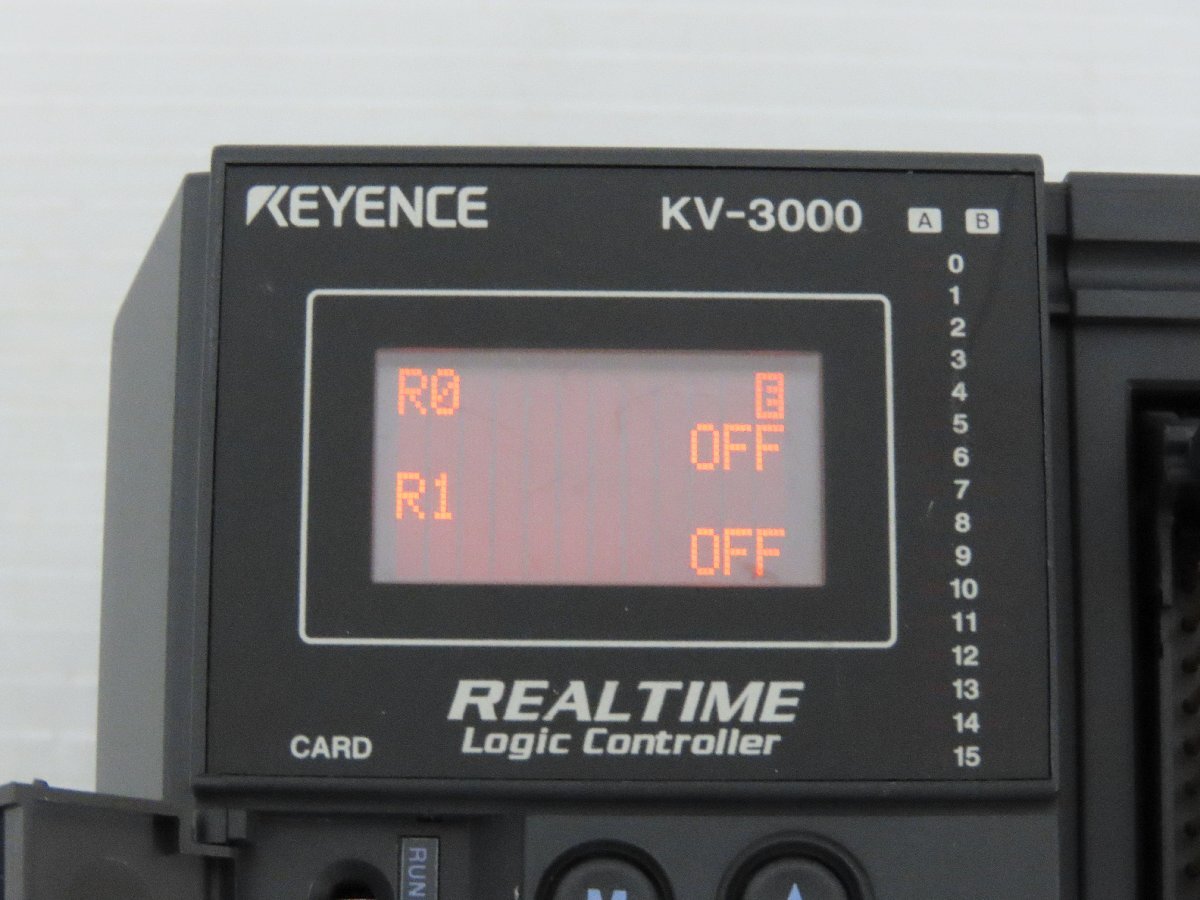 KEYENCE KV-3000 A B
0
1
2
3
4
5
6
7
8
9
10
11
12
13
14
15
R0 E
OFF
R1
OFF
REALTIME
Logic Controller
CARD
RUN
M